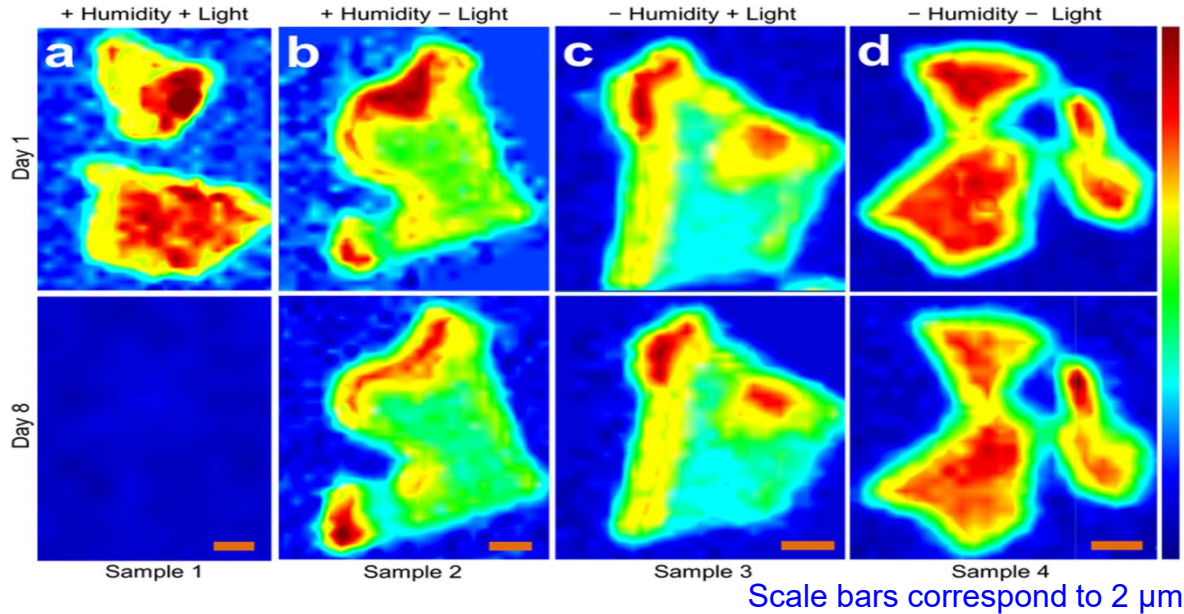 + Humidity + Light
+ Humidity − Light
− Humidity + Light
− Humidity − Light
a
b
c
d
Day 1
Day 8
Sample 1
Sample 2
Sample 3
Sample 4
Scale bars correspond to 2 μm